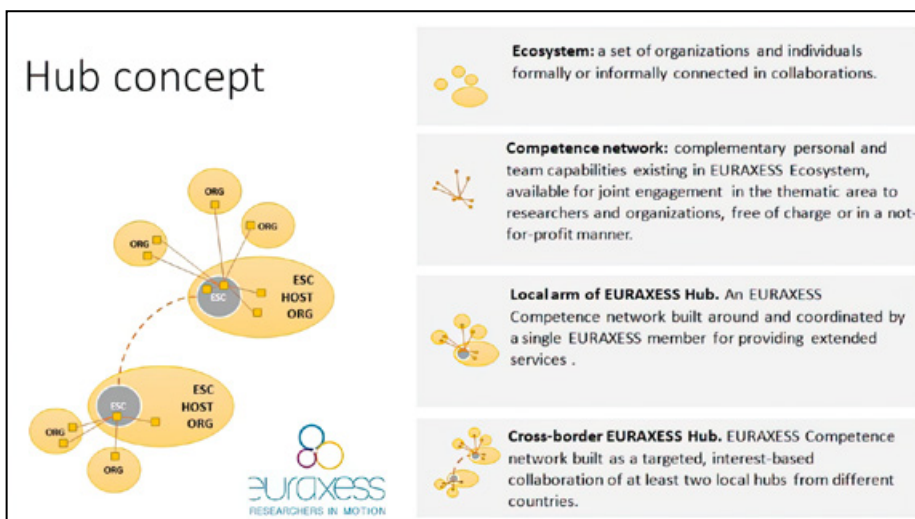 Hub concept
ORG
ORG
ORG
ESC
ESC
HOST
ORG
ESC
ESC
HOST
ORG
ORG
ORG
euraxess
RESEARCHERS IN MOTION
Ecosystem: a set of organizations and individuals
formally or informally connected in collaborations.
Competence network: complementary personal and
team capabilities existing in EURAXESS Ecosystem,
available for joint engagement in the thematic area to
researchers and organizations, free of charge or in a not-
for-profit manner.
Local arm of EURAXESS Hub. An EURAXESS
Competence network built around and coordinated by
a single EURAXESS member for providing extended
services .
Cross-border EURAXESS Hub. EURAXESS Competence
network built as a targeted, interest-based
collaboration of at least two local hubs from different
countries.